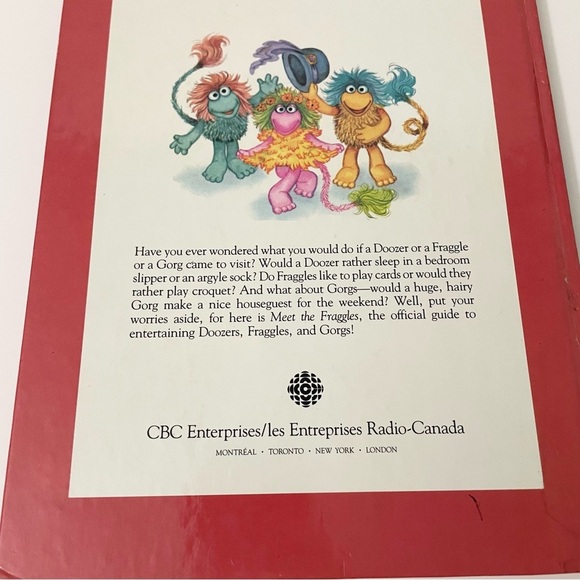 Have you ever wondered what you would do if a Doozer or a Fraggle
or a Gorg came to visit? Would a Doozer rather sleep in a bedroom
slipper or an argyle sock? Do Fraggles like to play cards or would they
rather play croquet? And what about Gorgs—would a huge, hairy
Gorg make a nice houseguest for the weekend? Well, put your
worries aside, for here is Meet the Fraggles, the official guide to
entertaining Doozers, Fraggles, and Gorgs!
CBC Enterprises/les Entreprises Radio-Canada
MONTRÉAL · TORONTO · NEW YORK · LONDON